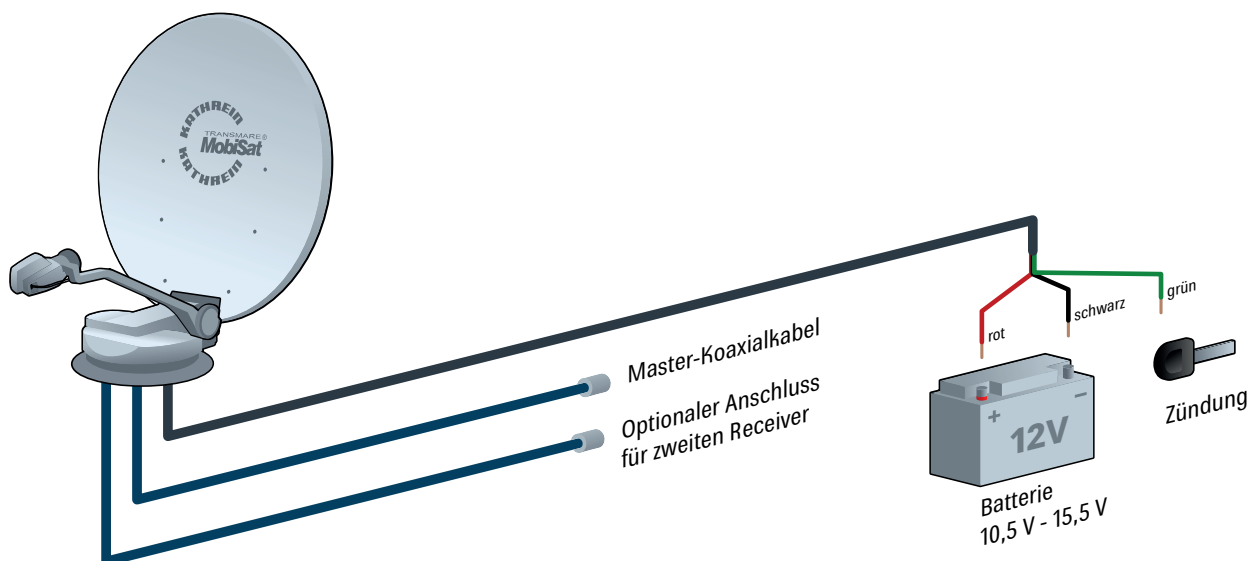 KATHREIN
TRANSMARE®
MobiSat
KATHREIN
Master-Koaxialkabel
Optionaler Anschluss
für zweiten Receiver
rot
schwarz
grün
+
−
12V
Batterie
10,5 V - 15,5 V
Zündung